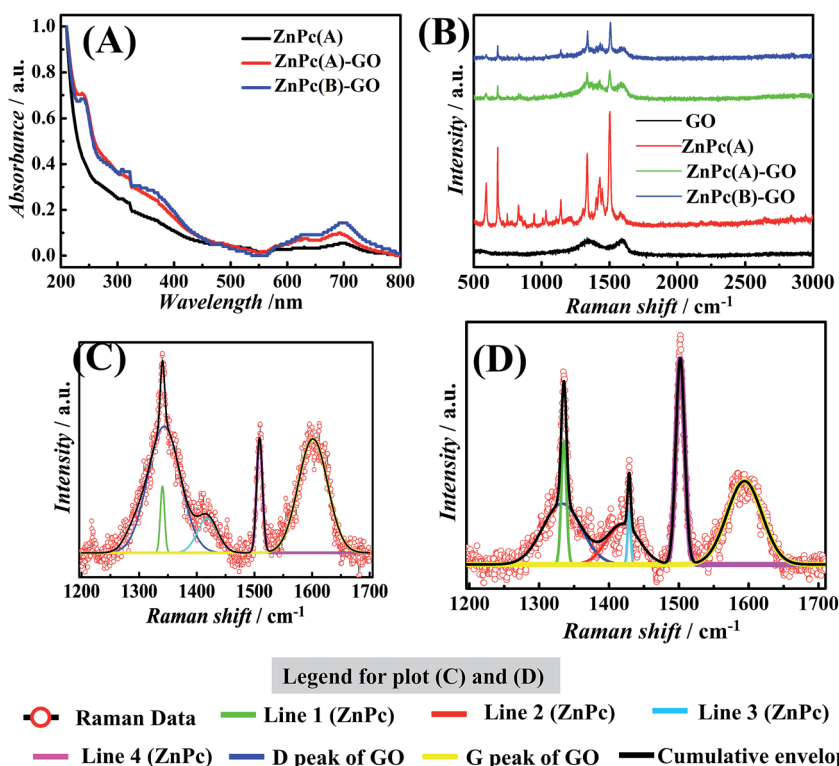 (A)
ZnPc(A)
ZnPc(A)-GO
ZnPc(B)-GO
1.0
0.8
0.6
0.4
0.2
0.0
Absorbance / a.u.
200 300 400 500 600 700 800
Wavelength /nm
(B)
GO
ZnPc(A)
ZnPc(A)-GO
ZnPc(B)-GO
Intensity / a.u.
500 1000 1500 2000 2500 3000
Raman shift / cm-1
(C)
Intensity / a.u.
1200 1300 1400 1500 1600 1700
Raman shift / cm-1
(D)
Intensity / a.u.
1200 1300 1400 1500 1600 1700
Raman shift / cm-1
Legend for plot (C) and (D)
Raman Data Line 1 (ZnPc) Line 2 (ZnPc) Line 3 (ZnPc)
Line 4 (ZnPc) D peak of GO G peak of GO Cumulative envelop